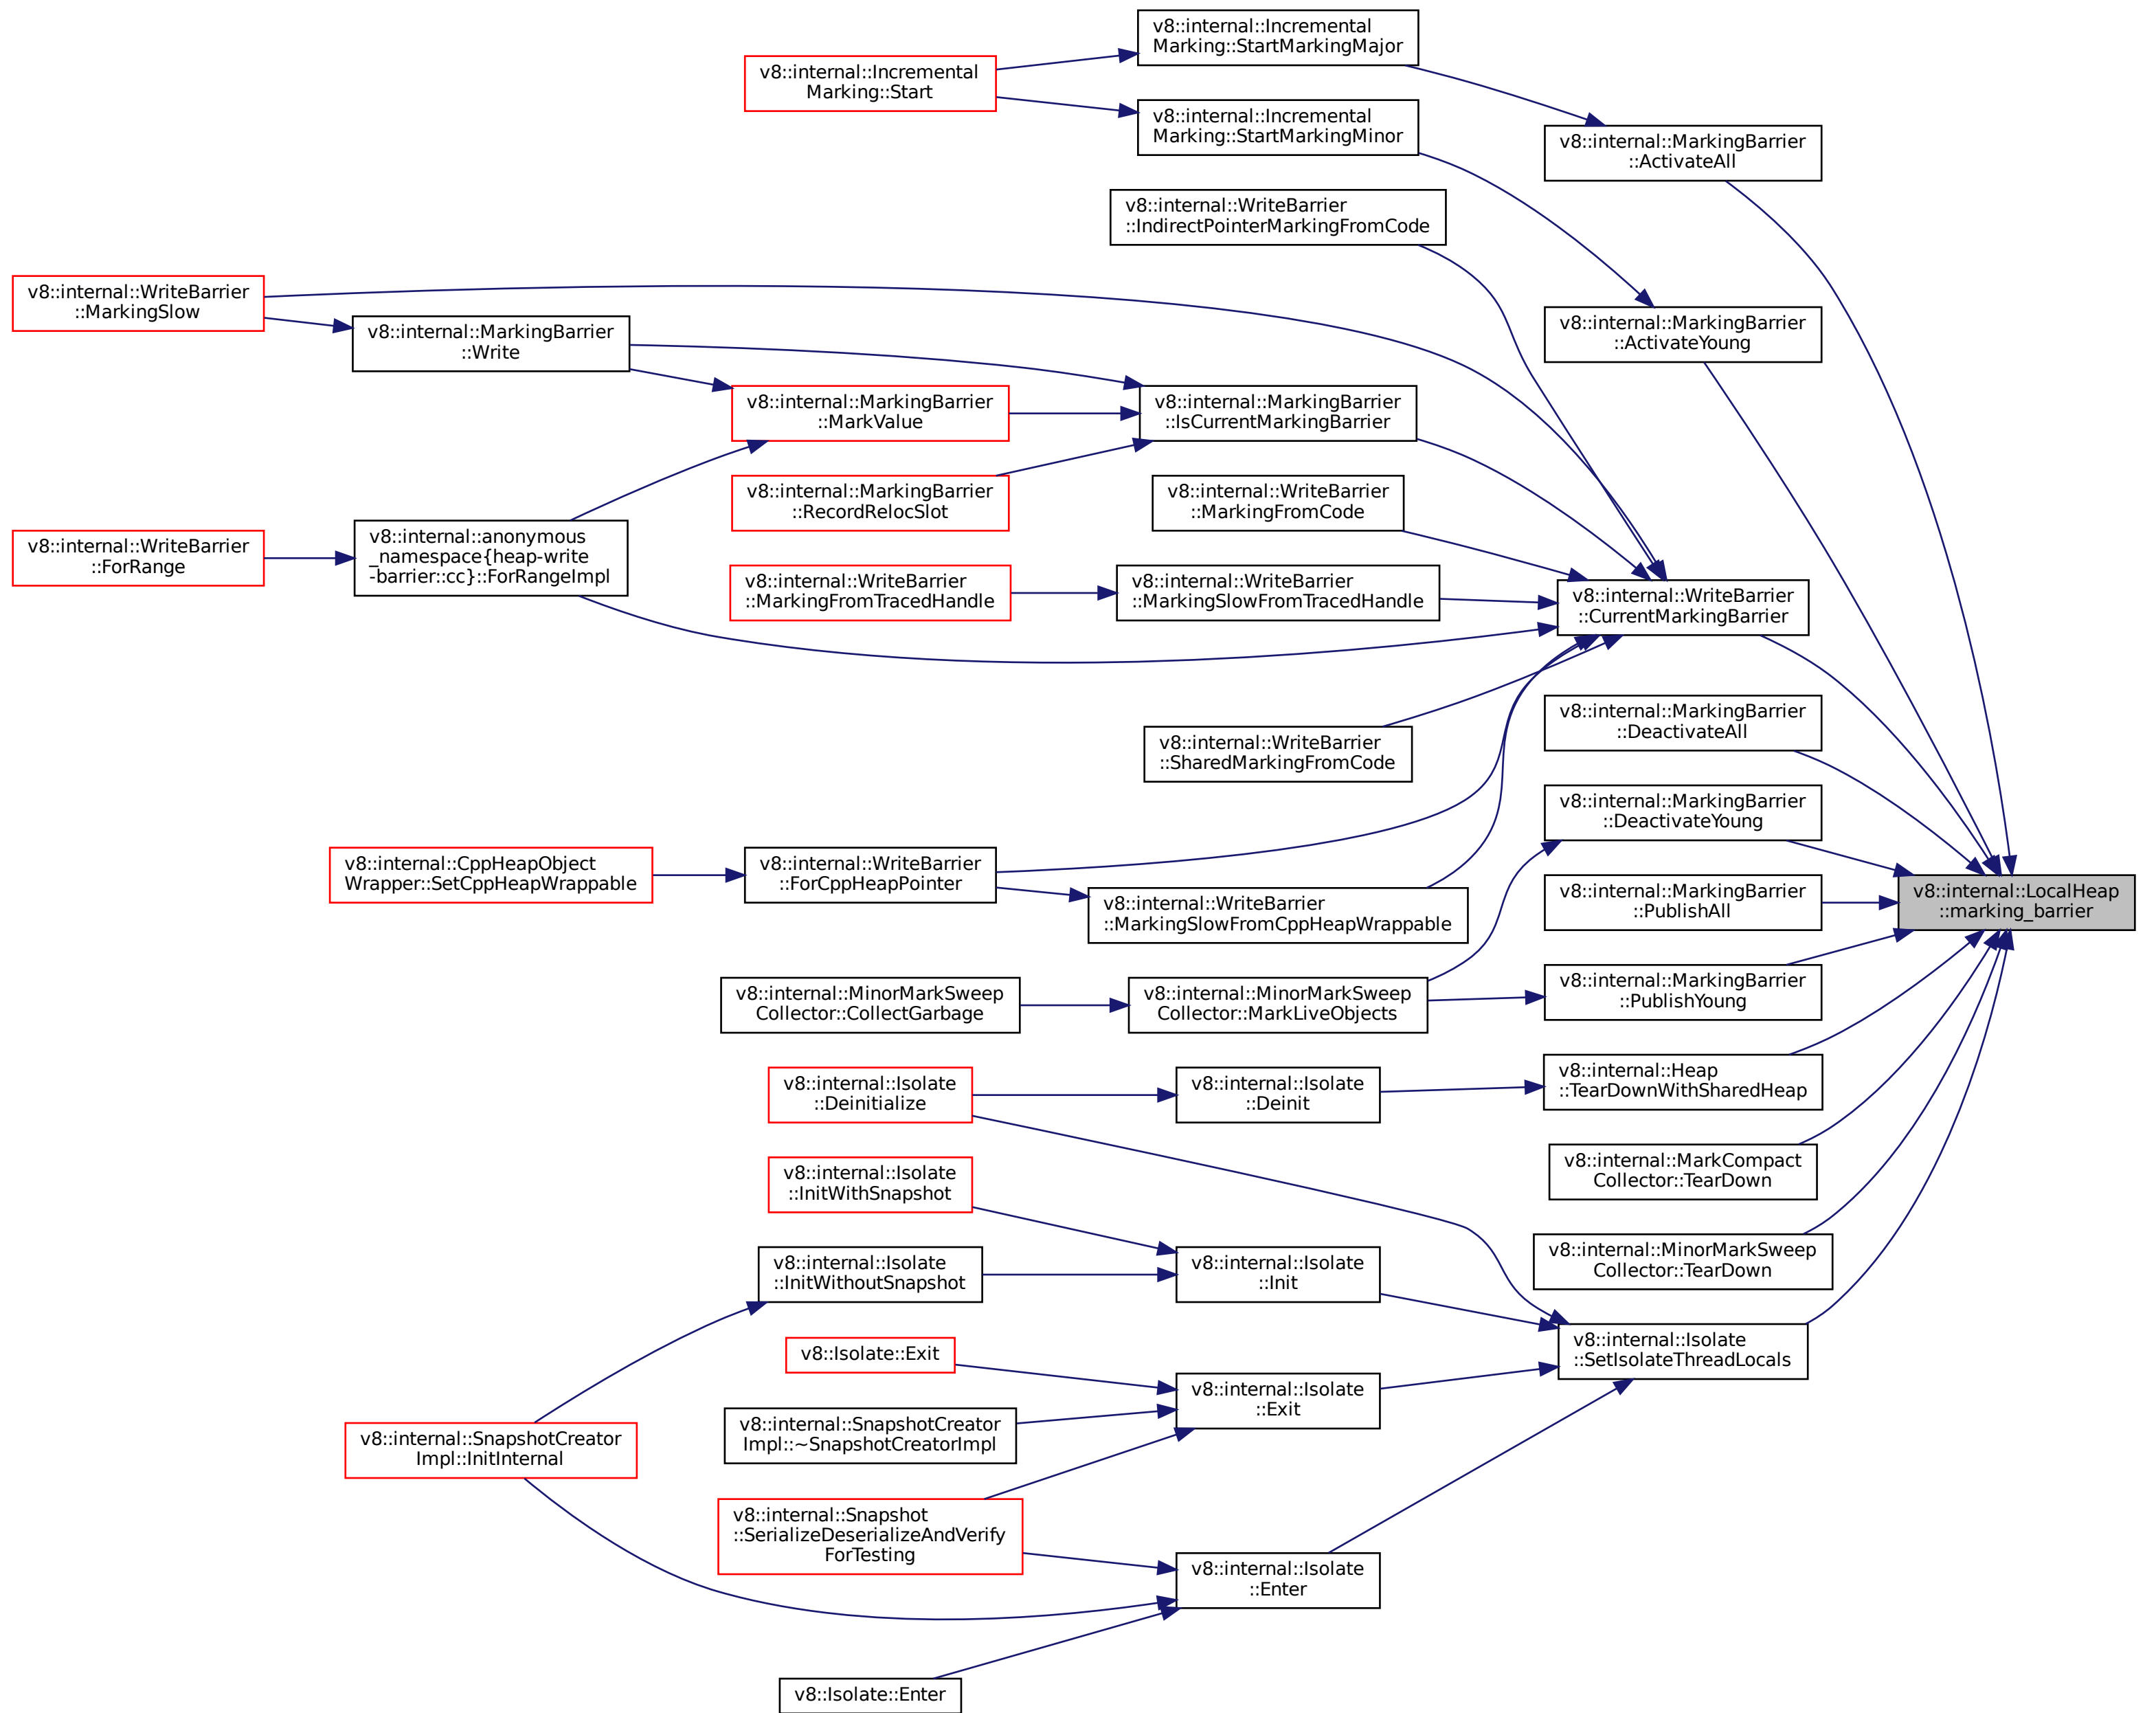 v8::internal::Incremental
Marking::StartMarkingMajor
v8::internal::Incremental
Marking::Start
v8::internal::Incremental
Marking::StartMarkingMinor
v8::internal::MarkingBarrier
::ActivateAll
v8::internal::WriteBarrier
::IndirectPointerMarkingFromCode
v8::internal::WriteBarrier
::MarkingSlow
v8::internal::MarkingBarrier
::Write
v8::internal::MarkingBarrier
::ActivateYoung
v8::internal::MarkingBarrier
::MarkValue
v8::internal::MarkingBarrier
::IsCurrentMarkingBarrier
v8::internal::MarkingBarrier
::RecordRelocSlot
v8::internal::WriteBarrier
::MarkingFromCode
v8::internal::WriteBarrier
::ForRange
v8::internal::anonymous
_namespace{heap-write
-barrier::cc}::ForRangeImpl
v8::internal::WriteBarrier
::MarkingFromTracedHandle
v8::internal::WriteBarrier
::MarkingSlowFromTracedHandle
v8::internal::WriteBarrier
::CurrentMarkingBarrier
v8::internal::WriteBarrier
::SharedMarkingFromCode
v8::internal::MarkingBarrier
::DeactivateAll
v8::internal::MarkingBarrier
::DeactivateYoung
v8::internal::CppHeapObject
Wrapper::SetCppHeapWrappable
v8::internal::WriteBarrier
::ForCppHeapPointer
v8::internal::WriteBarrier
::MarkingSlowFromCppHeapWrappable
v8::internal::MarkingBarrier
::PublishAll
v8::internal::LocalHeap
::marking_barrier
v8::internal::MinorMarkSweep
Collector::CollectGarbage
v8::internal::MinorMarkSweep
Collector::MarkLiveObjects
v8::internal::MarkingBarrier
::PublishYoung
v8::internal::Isolate
::Deinitialize
v8::internal::Isolate
::Deinit
v8::internal::Heap
::TearDownWithSharedHeap
v8::internal::Isolate
::InitWithSnapshot
v8::internal::MarkCompact
Collector::TearDown
v8::internal::Isolate
::InitWithoutSnapshot
v8::internal::Isolate
::Init
v8::internal::MinorMarkSweep
Collector::TearDown
v8::Isolate::Exit
v8::internal::Isolate
::SetIsolateThreadLocals
v8::internal::Isolate
::Exit
v8::internal::SnapshotCreator
Impl::~SnapshotCreatorImpl
v8::internal::SnapshotCreator
Impl::InitInternal
v8::internal::Snapshot
::SerializeDeserializeAndVerify
ForTesting
v8::internal::Isolate
::Enter
v8::Isolate::Enter